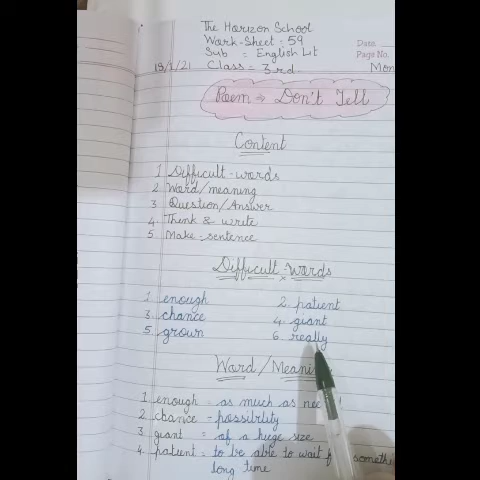 The Horizon School
Work-Sheet : 59
Sub = English Lit
Date
Page No.
19/1/21 Class = 3rd Mon
Poem ⇒ Don't Tell
Content
1 Difficult-words
2 Word/meaning
3 Question/Answer
4 Think & write
5 Make-sentence
Difficult-Words
1 enough 2 patient
3 chance 4 giant
5 grown 6 really
Word/Meani
1 enough = as much as nee
2 chance = possibility
3 giant = of a huge size
4 patient = to be able to wait f somethi
long time